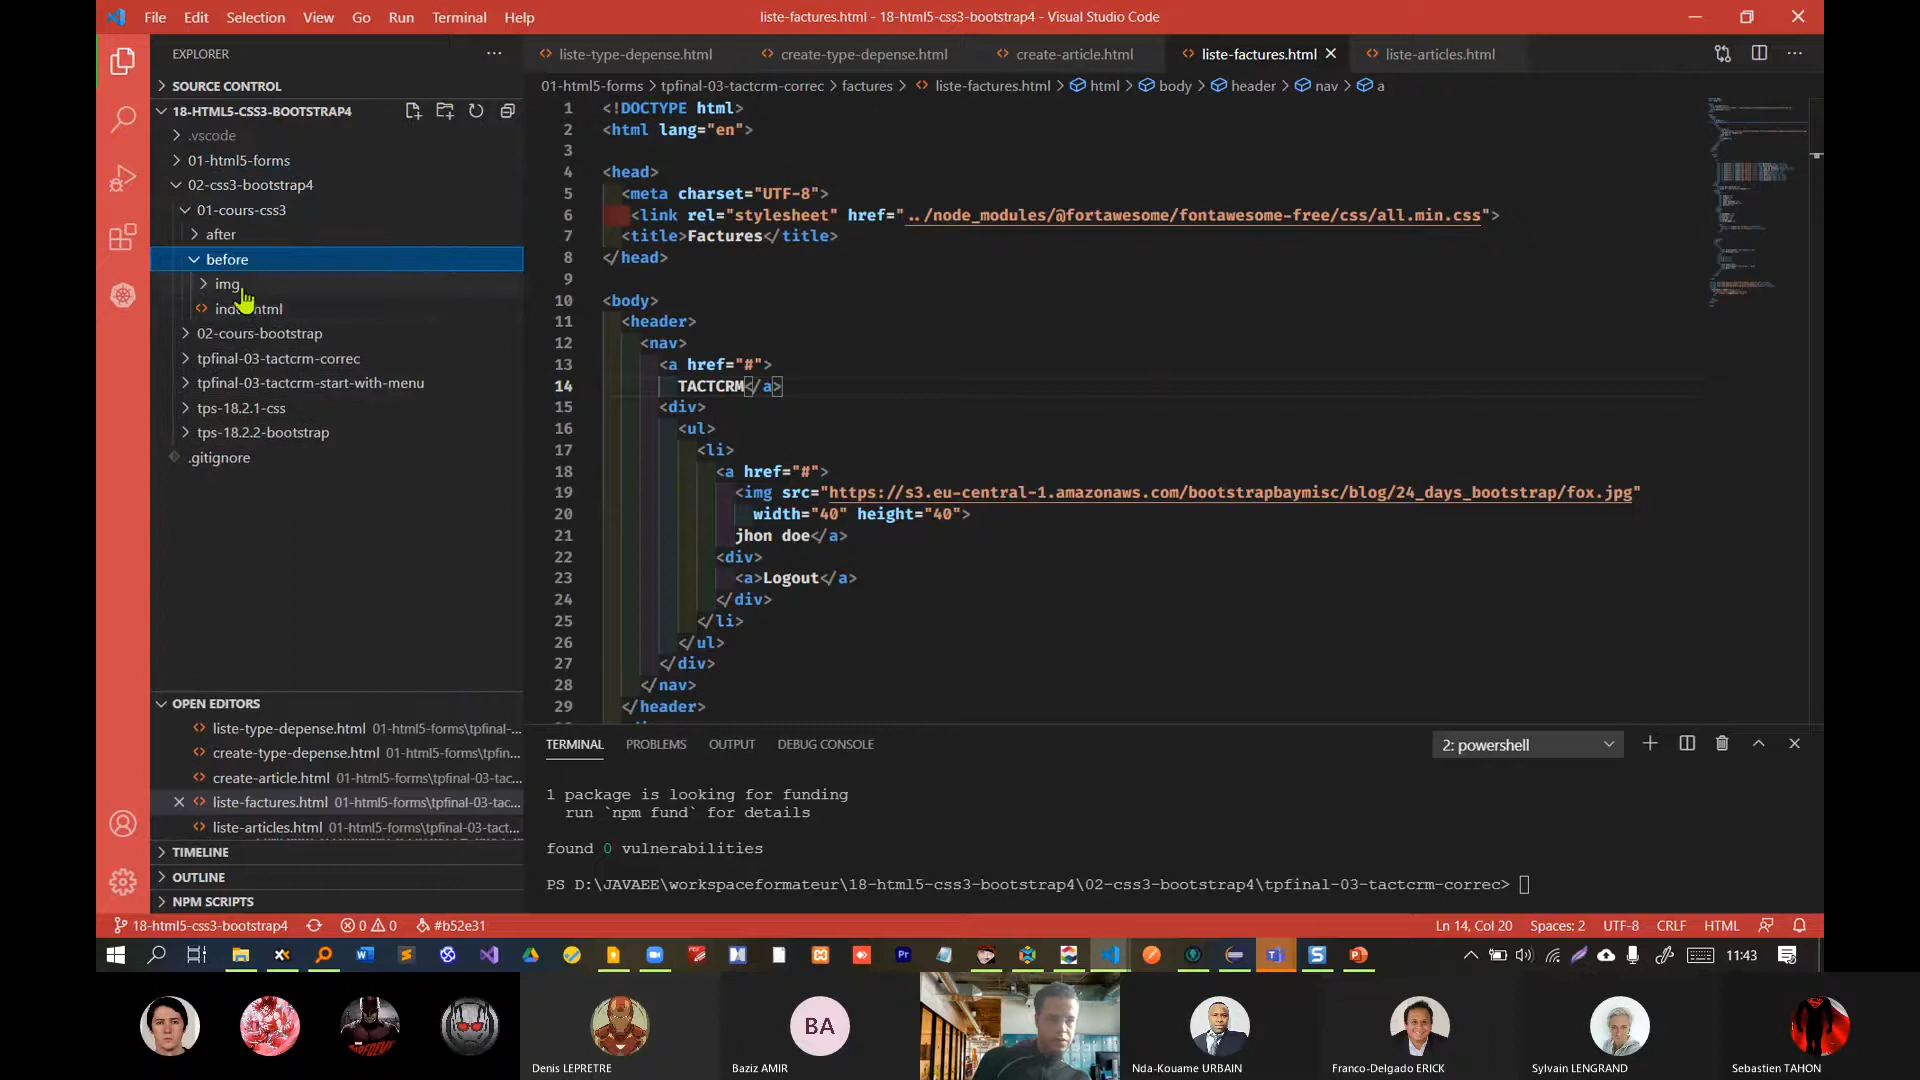 File Edit Selection View Go Run Terminal Help
liste-factures.html - 18-html5-css3-bootstrap4 - Visual Studio Code
EXPLORER
SOURCE CONTROL
18-HTML5-CSS3-BOOTSTRAP4
.vscode
01-html5-forms
02-css3-bootstrap4
01-cours-css3
after
before
img
02-cours-bootstrap
tpfinal-03-tactcrm-correc
tpfinal-03-tactcrm-start-with-menu
tps-18.2.1-css
tps-18.2.2-bootstrap
.gitignore
OPEN EDITORS
liste-type-depense.html 01-html5-forms\tpfinal-...
create-type-depense.html 01-html5-forms\tpfin...
create-article.html 01-html5-forms\tpfinal-03-tac...
liste-factures.html 01-html5-forms\tpfinal-03-tac...
liste-articles.html 01-html5-forms\tpfinal-03-tact...
TIMELINE
OUTLINE
NPM SCRIPTS
liste-type-depense.html create-type-depense.html create-article.html liste-factures.html liste-articles.html
01-html5-forms > tpfinal-03-tactcrm-correc > factures > liste-factures.html > html > body > header > nav > a
1 <!DOCTYPE html>
2 <html lang="en">
3
4 <head>
5 <meta charset="UTF-8">
6 <link rel="stylesheet" href="../node_modules/@fortawesome/fontawesome-free/css/all.min.css">
7 <title>Factures</title>
8 </head>
9
10 <body>
11 <header>
12 <nav>
13 <a href="#">
14 TACTCRM</a>
15 <div>
16 <ul>
17 <li>
18 <a href="#">
19 <img src="https://s3.eu-central-1.amazonaws.com/bootstrapbaymisc/blog/24_days_bootstrap/fox.jpg"
20 width="40" height="40">
21 jhon doe</a>
22 <div>
23 <a>Logout</a>
24 </div>
25 </li>
26 </ul>
27 </div>
28 </nav>
29 </header>
TERMINAL PROBLEMS OUTPUT DEBUG CONSOLE
2: powershell
1 package is looking for funding
run `npm fund` for details
found 0 vulnerabilities
PS D:\JAVAEE\workspaceformateur\18-html5-css3-bootstrap4\02-css3-bootstrap4\tpfinal-03-tactcrm-correc>
18-html5-css3-bootstrap4 0 0 #b52e31
Ln 14, Col 20 Spaces: 2 UTF-8 CRLF HTML
11:43
BA
Denis LEPRETRE
Baziz AMIR
Nda-Kouame URBAIN
Franco-Delgado ERICK
Sylvain LENGRAND
Sebastien TAHON